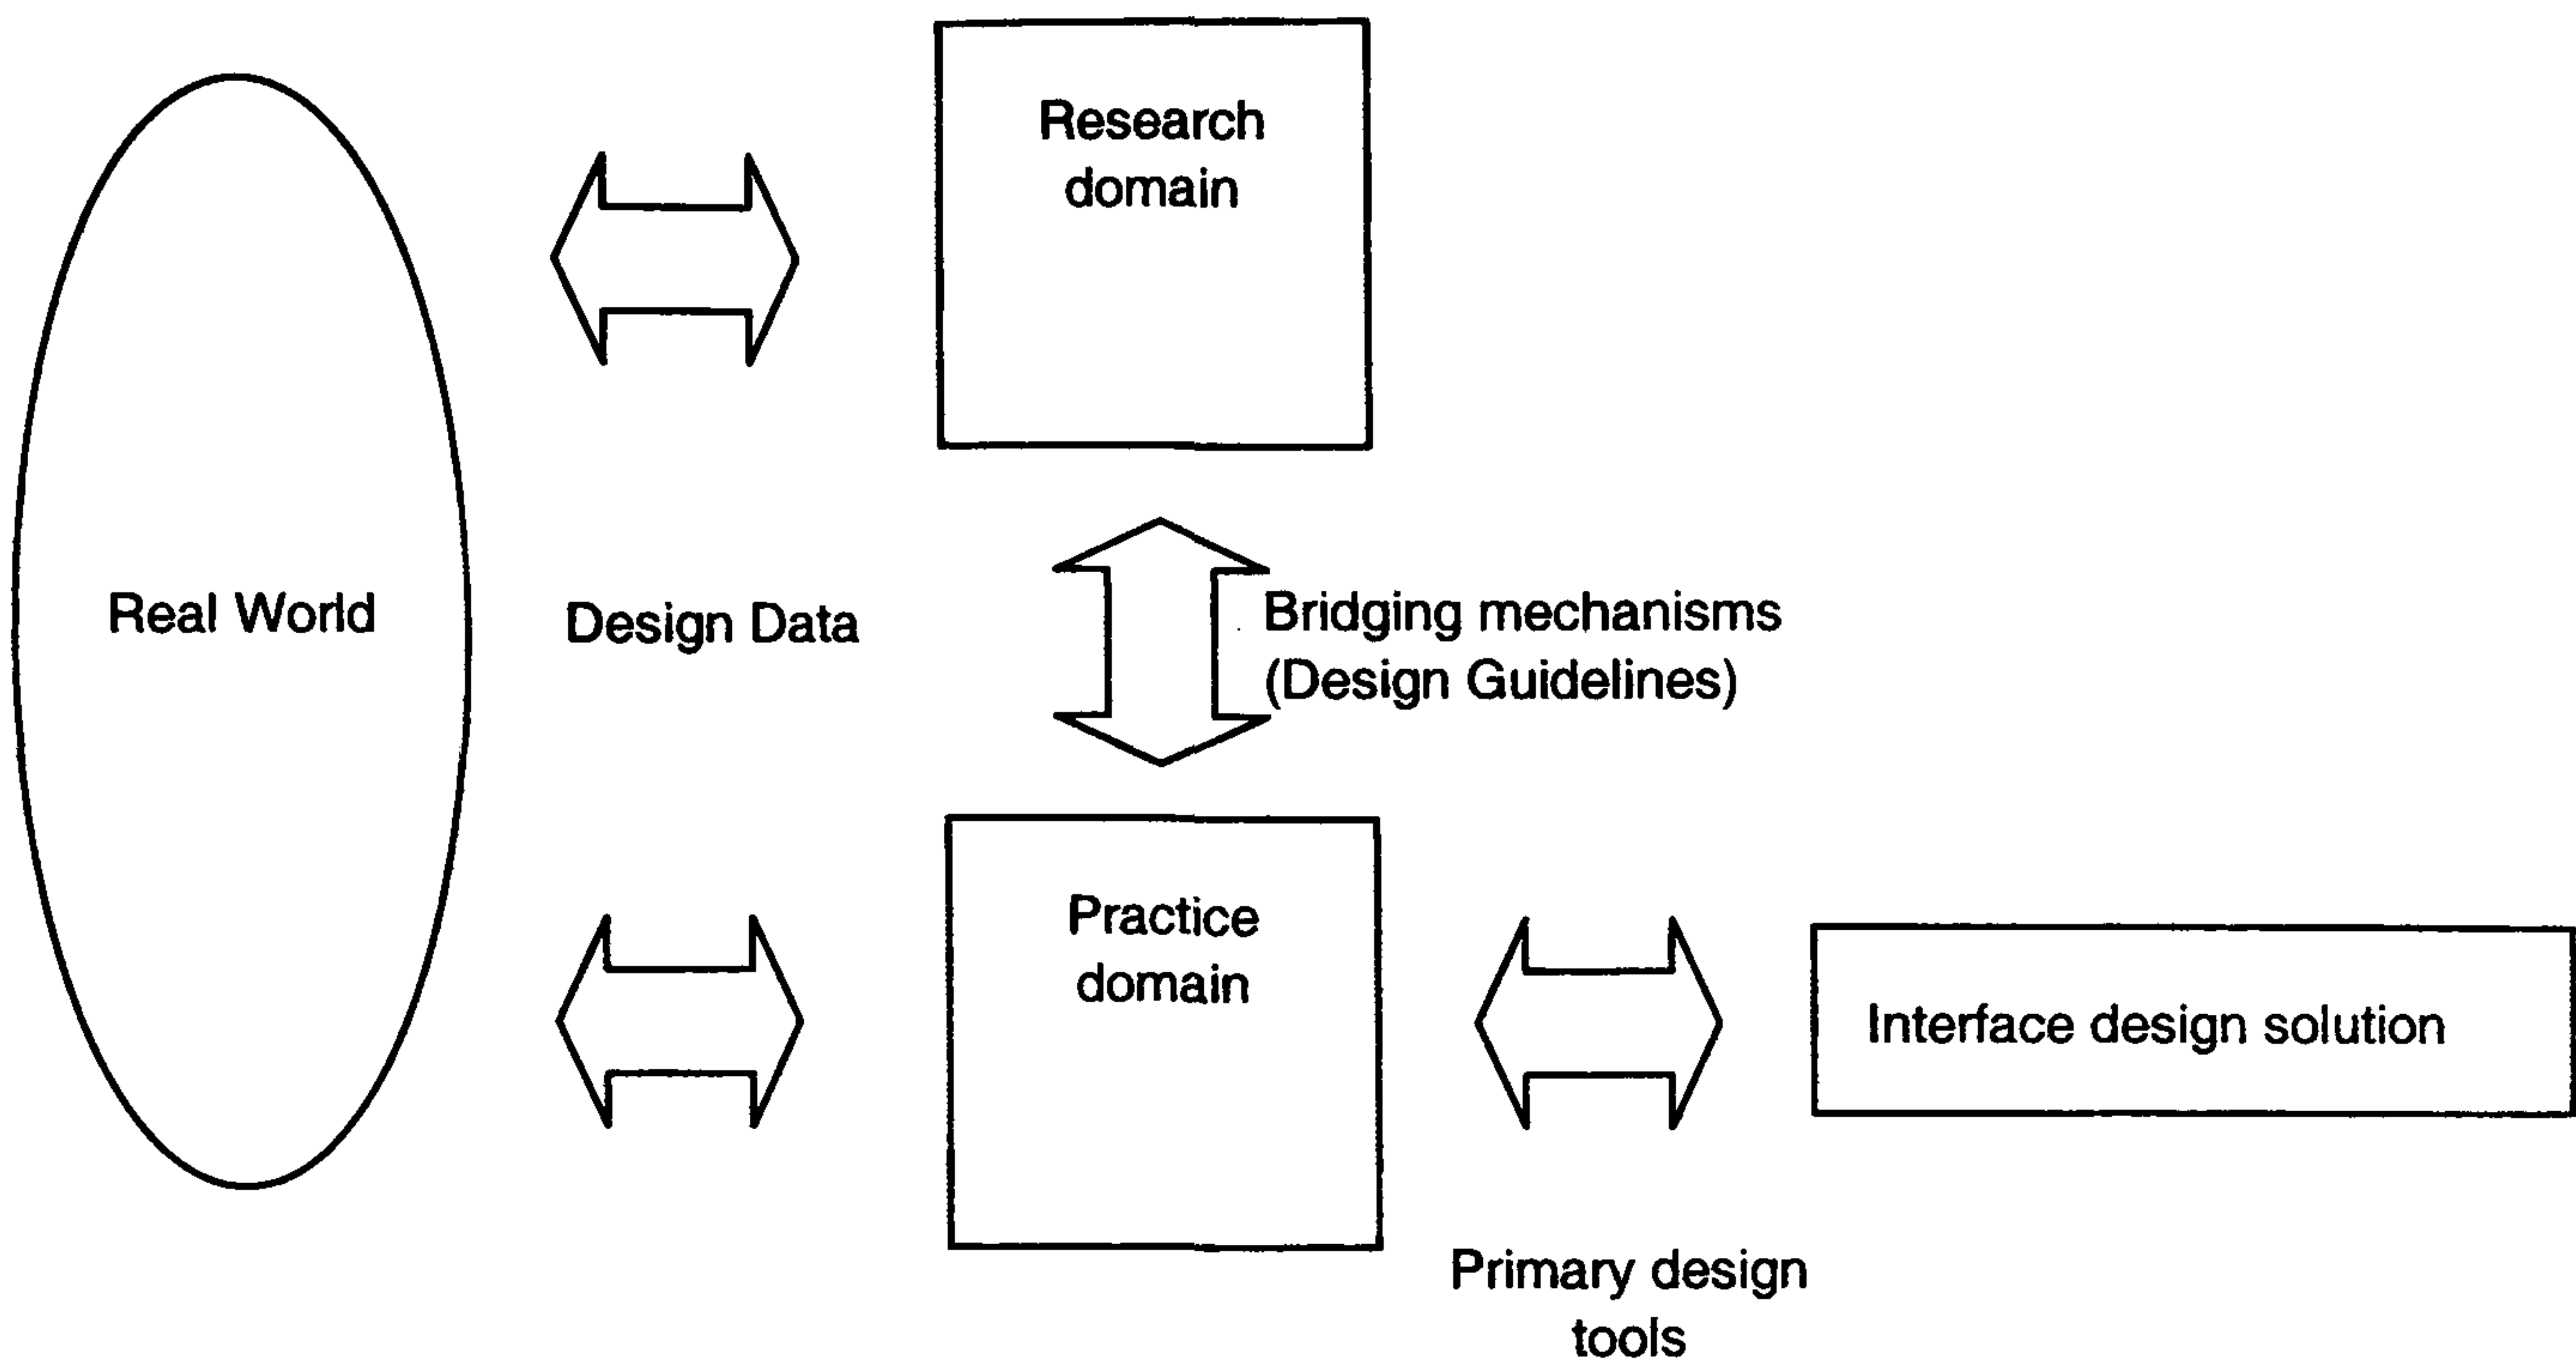 Research
domain
Real World
Design Data
Bridging mechanisms
(Design Guidelines)
Practice
domain
Interface design solution
Primary design
tools